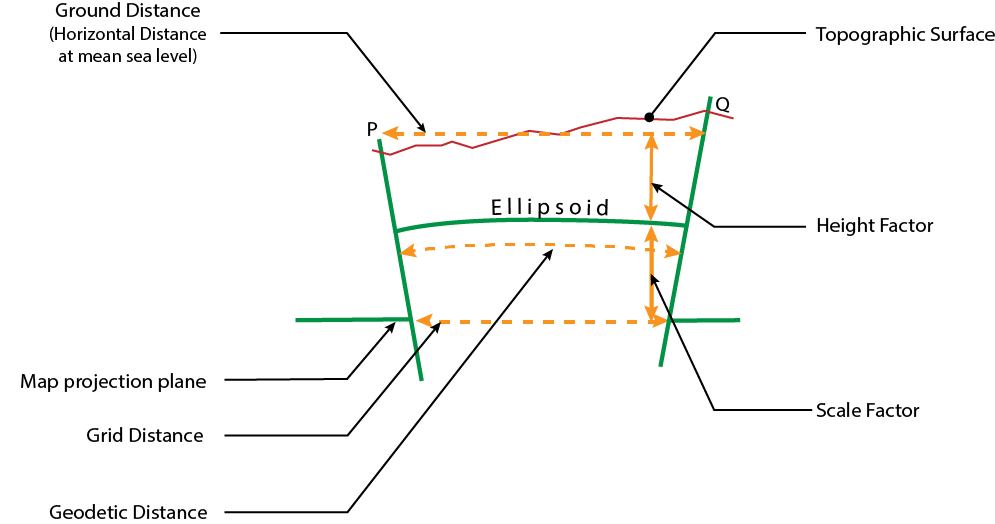 Ground Distance
(Horizontal Distance
at mean sea level)
Topographic Surface
P
Q
Ellipsoid
Height Factor
Map projection plane
Scale Factor
Grid Distance
Geodetic Distance